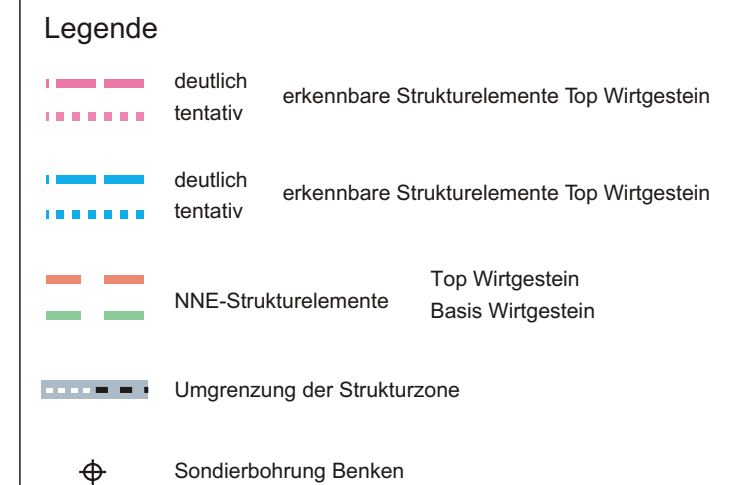 Legende
deutlich
tentativ
erkennbare Strukturelemente Top Wirtgestein
deutlich
tentativ
erkennbare Strukturelemente Top Wirtgestein
NNE-Strukturelemente
Top Wirtgestein
Basis Wirtgestein
Umgrenzung der Strukturzone
Sondierbohrung Benken